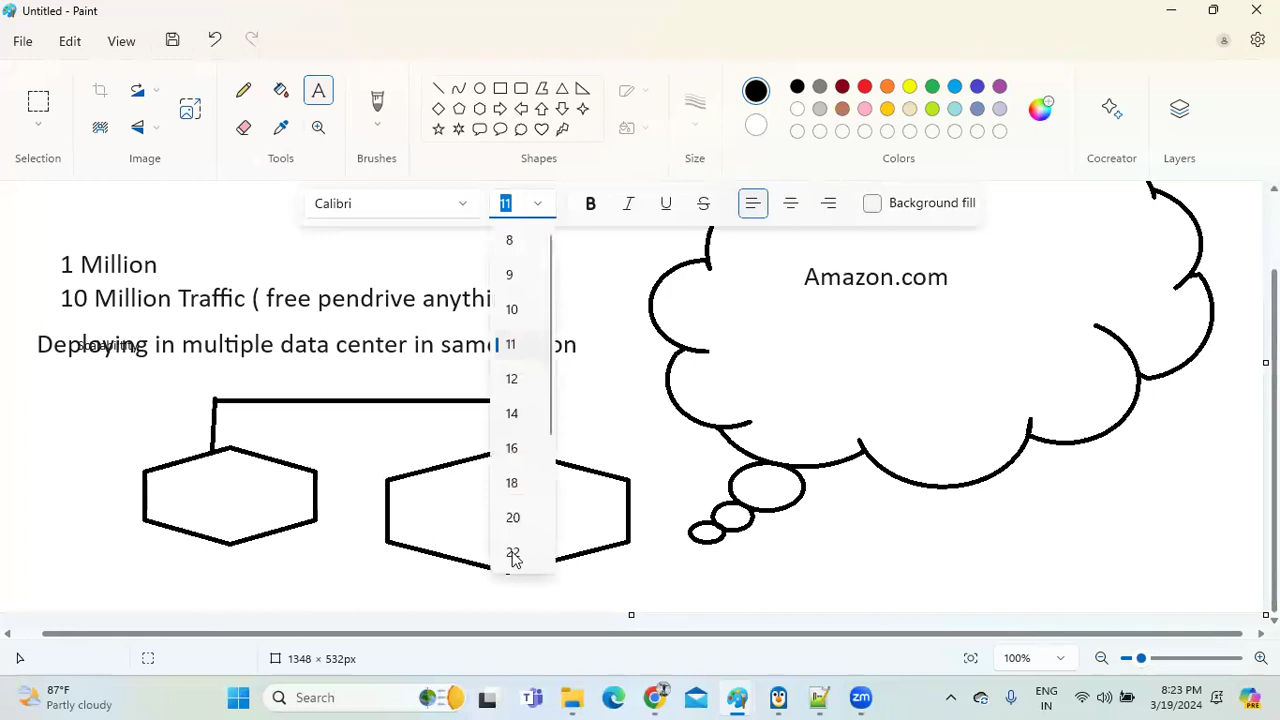 Untitled - Paint
File Edit View
Selection Image Tools Brushes Shapes Size Colors Cocreator Layers
Calibri 11 Background fill
8
9
10
11
12
14
16
18
20
22
1 Million
10 Million Traffic ( free pendrive anythi
Deploying in multiple data center in same on
Amazon.com
1348 × 532px 100%
87°F
Partly cloudy
Search
ENG
IN
8:23 PM
3/19/2024